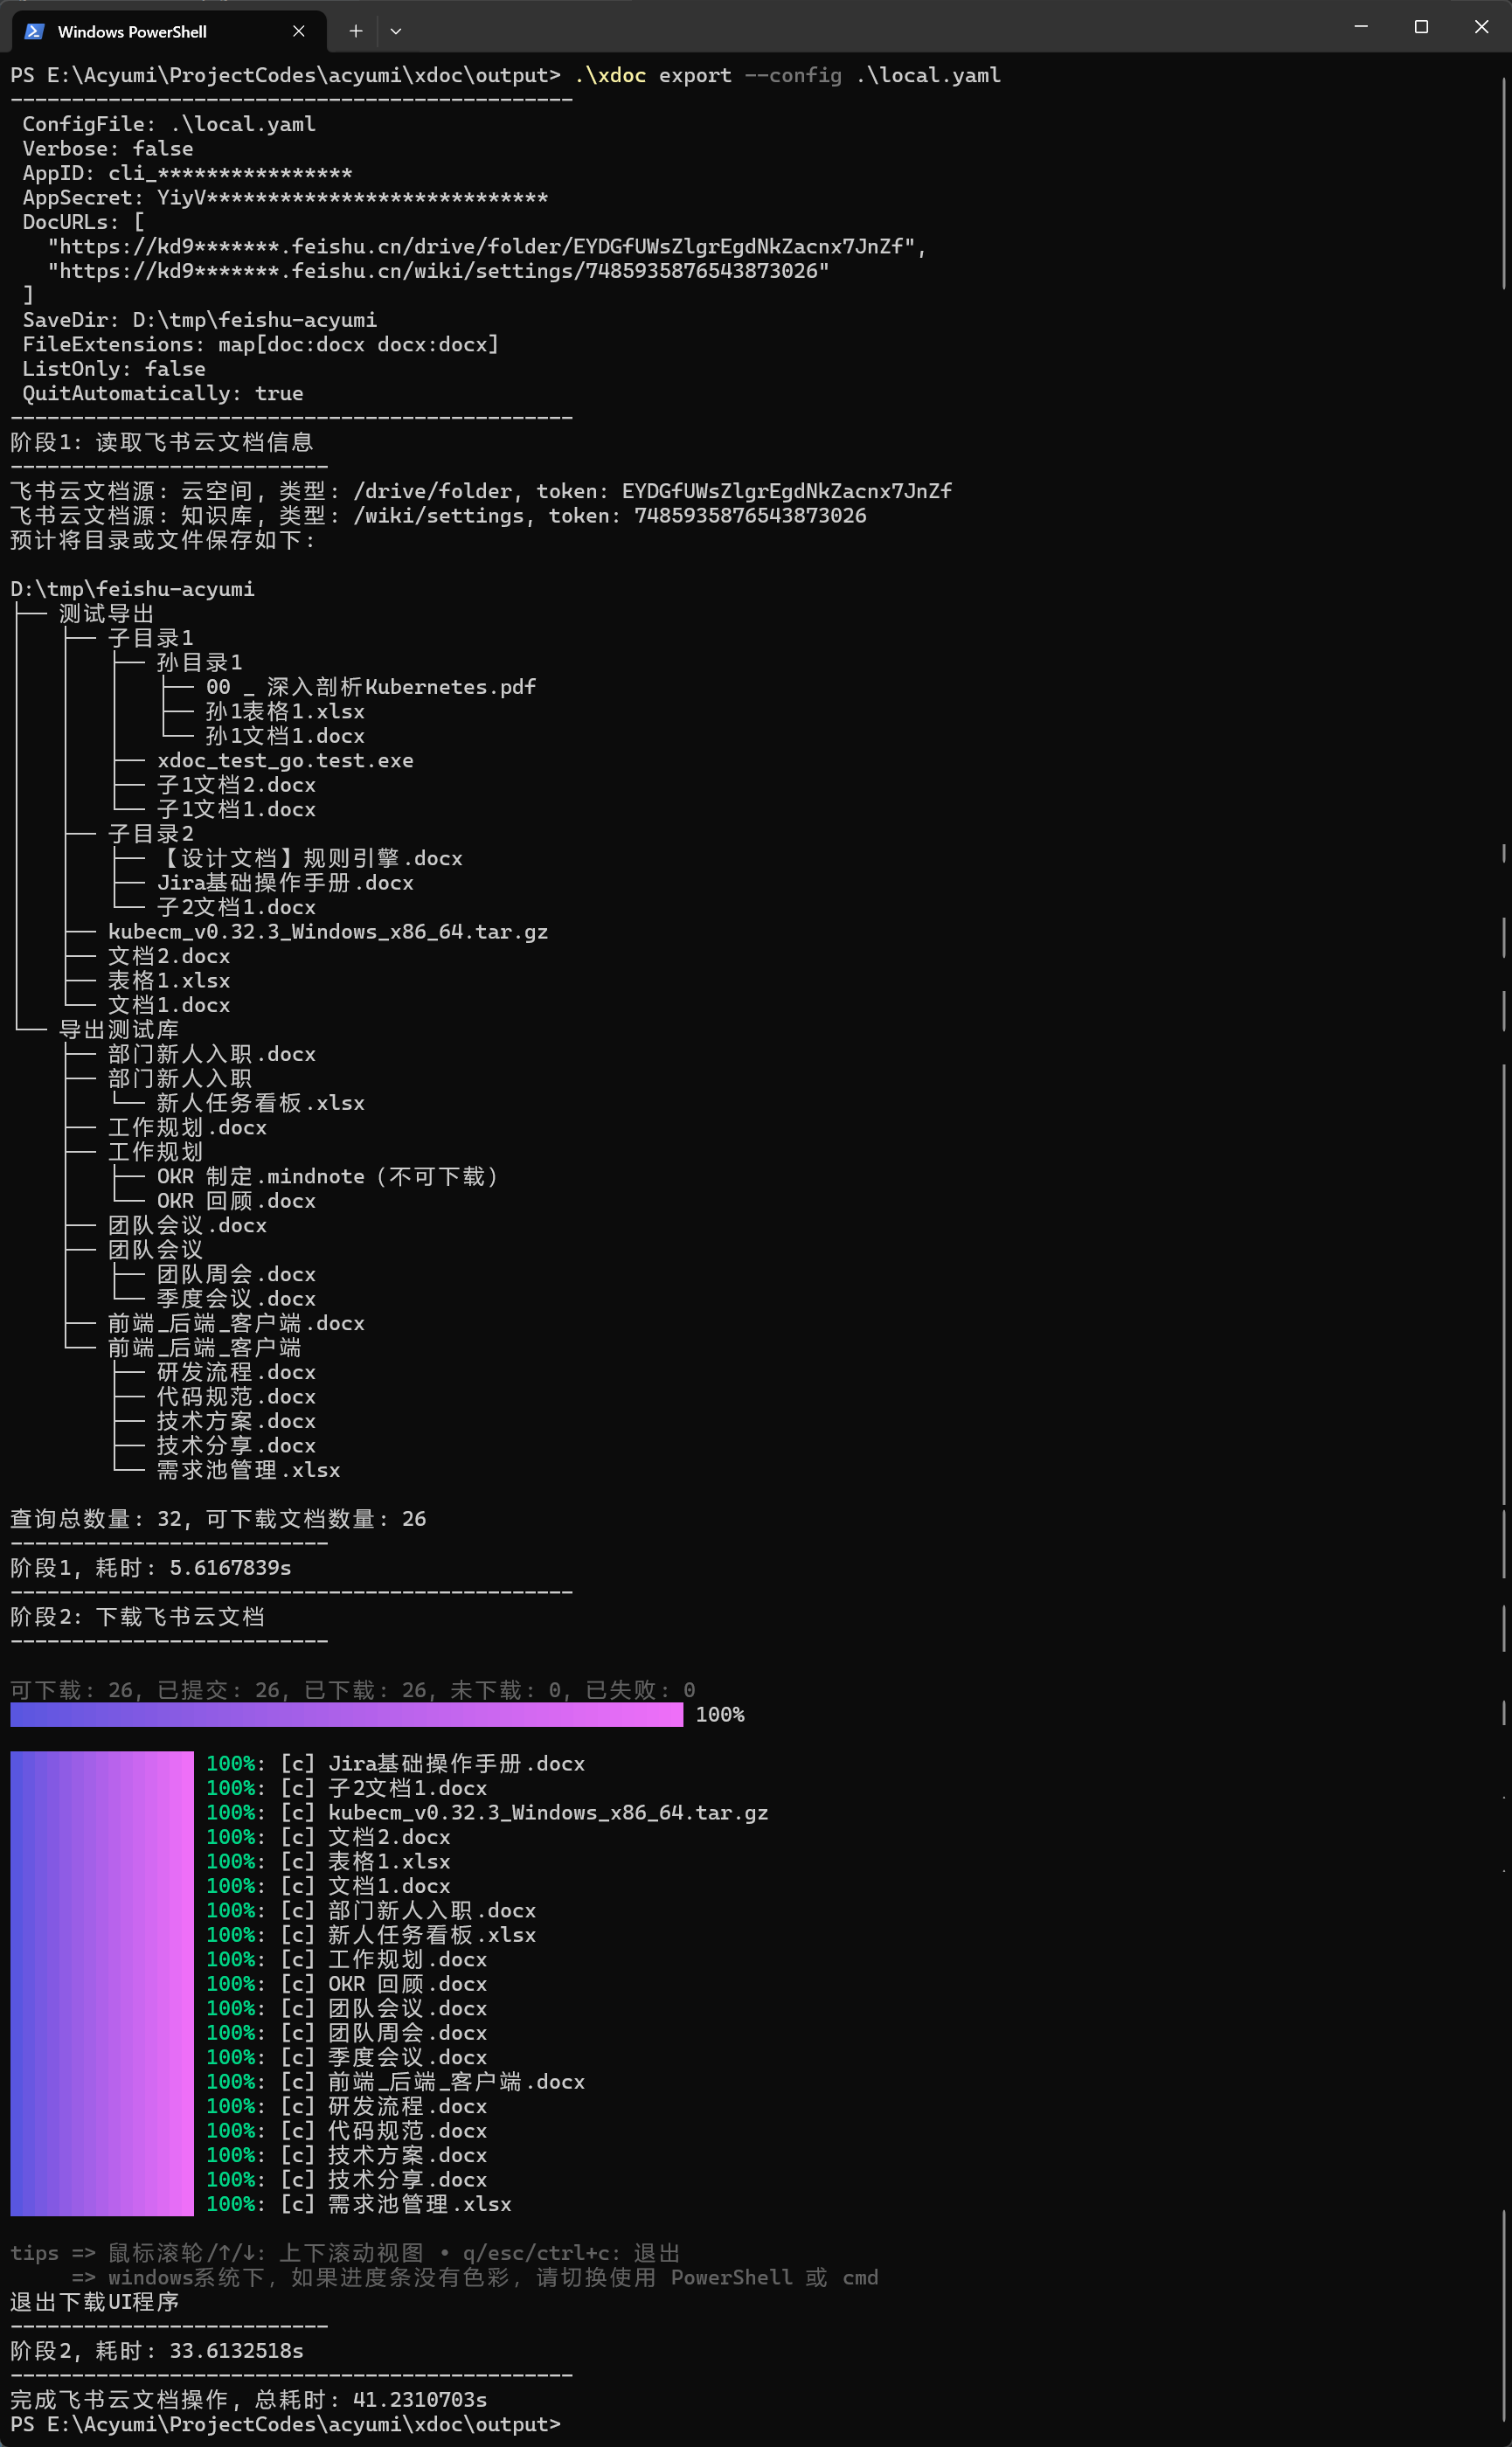 Windows PowerShell
PS E:\Acyumi\ProjectCodes\acyumi\xdoc\output> .\xdoc export --config .\local.yaml
----------------------------------------------
 ConfigFile: .\local.yaml
 Verbose: false
 AppID: cli_****************
 AppSecret: YiyV****************************
 DocURLs: [
   "https://kd9*******.feishu.cn/drive/folder/EYDGfUWsZlgrEgdNkZacnx7JnZf",
   "https://kd9*******.feishu.cn/wiki/settings/7485935876543873026"
 ]
 SaveDir: D:\tmp\feishu-acyumi
 FileExtensions: map[doc:docx docx:docx]
 ListOnly: false
 QuitAutomatically: true
----------------------------------------------
阶段1: 读取飞书云文档信息
--------------------------
飞书云文档源: 云空间, 类型: /drive/folder, token: EYDGfUWsZlgrEgdNkZacnx7JnZf
飞书云文档源: 知识库, 类型: /wiki/settings, token: 7485935876543873026
预计将目录或文件保存如下:
D:\tmp\feishu-acyumi
├── 测试导出
│   ├── 子目录1
│   │   ├── 孙目录1
│   │   │   ├── 00 _ 深入剖析Kubernetes.pdf
│   │   │   ├── 孙1表格1.xlsx
│   │   │   └── 孙1文档1.docx
│   │   ├── xdoc_test_go.test.exe
│   │   ├── 子1文档2.docx
│   │   └── 子1文档1.docx
│   ├── 子目录2
│   │   ├── 【设计文档】规则引擎.docx
│   │   ├── Jira基础操作手册.docx
│   │   └── 子2文档1.docx
│   ├── kubecm_v0.32.3_Windows_x86_64.tar.gz
│   ├── 文档2.docx
│   ├── 表格1.xlsx
│   └── 文档1.docx
└── 导出测试库
    ├── 部门新人入职.docx
    ├── 部门新人入职
    │   └── 新人任务看板.xlsx
    ├── 工作规划.docx
    ├── 工作规划
    │   ├── OKR 制定.mindnote（不可下载）
    │   └── OKR 回顾.docx
    ├── 团队会议.docx
    ├── 团队会议
    │   ├── 团队周会.docx
    │   └── 季度会议.docx
    ├── 前端_后端_客户端.docx
    └── 前端_后端_客户端
        ├── 研发流程.docx
        ├── 代码规范.docx
        ├── 技术方案.docx
        ├── 技术分享.docx
        └── 需求池管理.xlsx
查询总数量: 32, 可下载文档数量: 26
--------------------------
阶段1, 耗时: 5.6167839s
----------------------------------------------
阶段2: 下载飞书云文档
--------------------------
可下载: 26, 已提交: 26, 已下载: 26, 未下载: 0, 已失败: 0
100%
100%: [c] Jira基础操作手册.docx
100%: [c] 子2文档1.docx
100%: [c] kubecm_v0.32.3_Windows_x86_64.tar.gz
100%: [c] 文档2.docx
100%: [c] 表格1.xlsx
100%: [c] 文档1.docx
100%: [c] 部门新人入职.docx
100%: [c] 新人任务看板.xlsx
100%: [c] 工作规划.docx
100%: [c] OKR 回顾.docx
100%: [c] 团队会议.docx
100%: [c] 团队周会.docx
100%: [c] 季度会议.docx
100%: [c] 前端_后端_客户端.docx
100%: [c] 研发流程.docx
100%: [c] 代码规范.docx
100%: [c] 技术方案.docx
100%: [c] 技术分享.docx
100%: [c] 需求池管理.xlsx
tips => 鼠标滚轮/↑/↓: 上下滚动视图 • q/esc/ctrl+c: 退出
     => windows系统下, 如果进度条没有色彩, 请切换使用 PowerShell 或 cmd
退出下载UI程序
--------------------------
阶段2, 耗时: 33.6132518s
----------------------------------------------
完成飞书云文档操作, 总耗时: 41.2310703s
PS E:\Acyumi\ProjectCodes\acyumi\xdoc\output>